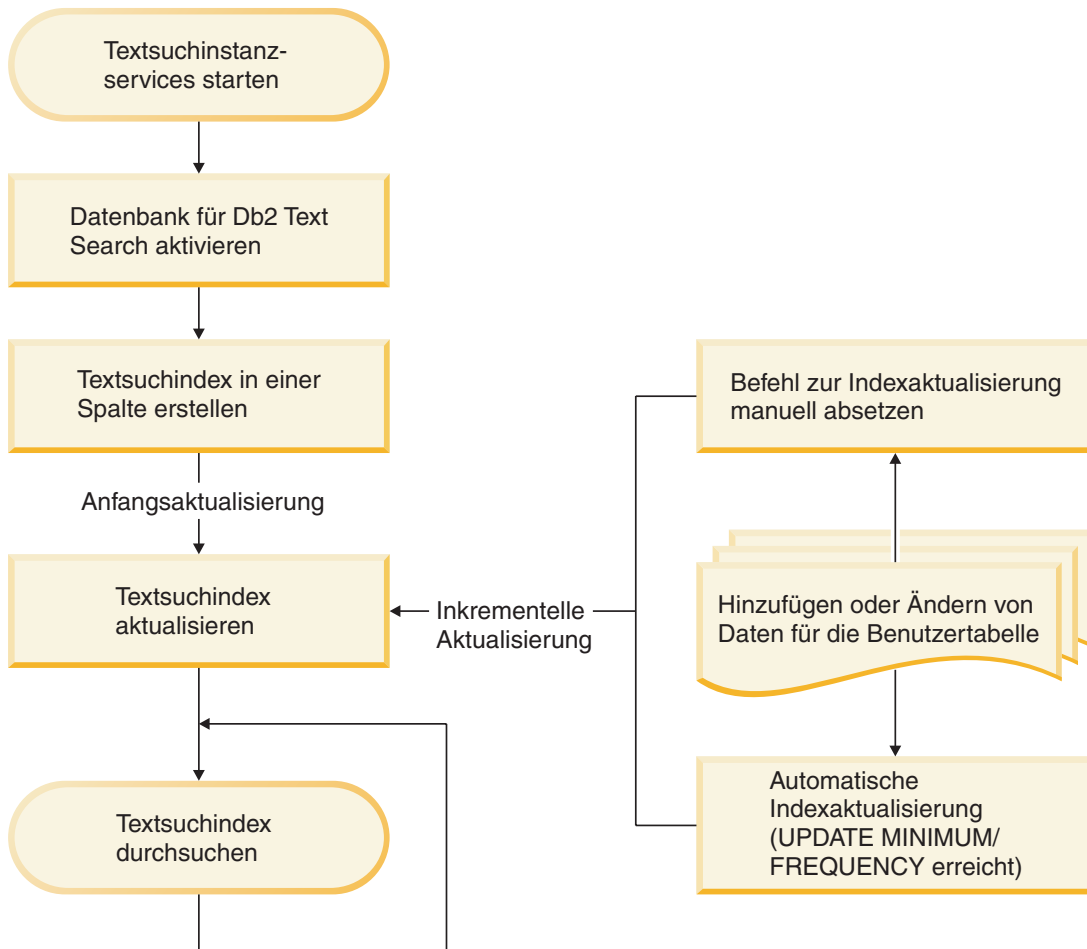 Textsuchinstanz-
services starten
Datenbank für Db2 Text
Search aktivieren
Textsuchindex in einer
Spalte erstellen
Anfangsaktualisierung
Textsuchindex
aktualisieren
Inkrementelle
Aktualisierung
Textsuchindex
durchsuchen
Befehl zur Indexaktualisierung
manuell absetzen
Hinzufügen oder Ändern von
Daten für die Benutzertabelle
Automatische
Indexaktualisierung
(UPDATE MINIMUM/
FREQUENCY erreicht)